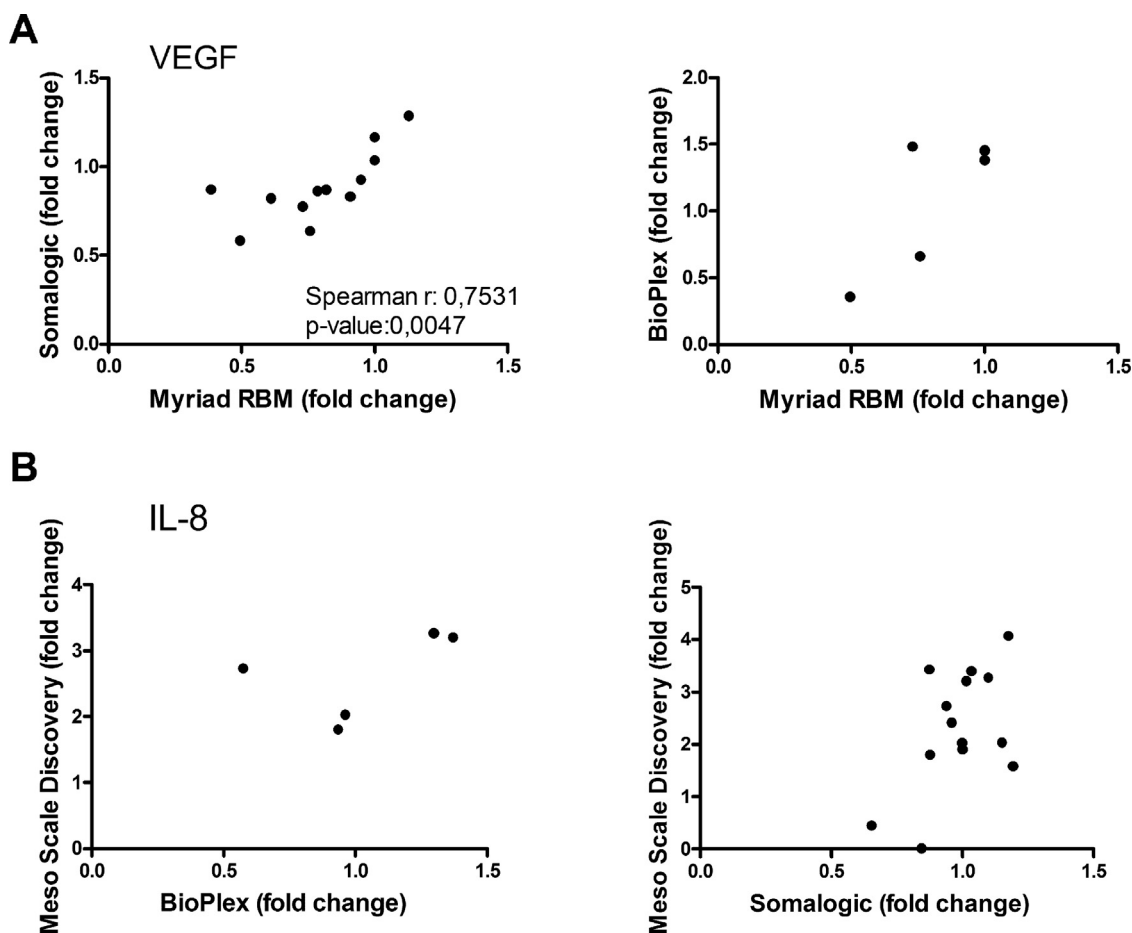 A
VEGF
Somalogic (fold change)
1.5
1.0
0.5
0.0
Spearman r: 0,7531
p-value:0,0047
0.0 0.5 1.0 1.5
Myriad RBM (fold change)
BioPlex (fold change)
2.0
1.5
1.0
0.5
0.0
0.0 0.5 1.0 1.5
Myriad RBM (fold change)
B
IL-8
Meso Scale Discovery (fold change)
4
3
2
1
0
0.0 0.5 1.0 1.5
BioPlex (fold change)
Meso Scale Discovery (fold change)
5
4
3
2
1
0
0.0 0.5 1.0 1.5
Somalogic (fold change)